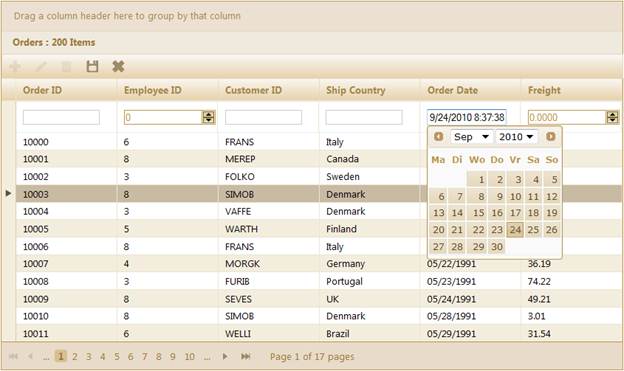 Drag a column header here to group by that column
Orders : 200 Items
Order ID Employee ID Customer ID Ship Country Order Date Freight
0 9/24/2010 8:37:38 0.0000
Sep 2010
Ma Di Wo Do Vr Sa So
1 2 3 4 5
6 7 8 9 10 11 12
13 14 15 16 17 18 19
20 21 22 23 24 25 26
27 28 29 30
10000 6 FRANS Italy
10001 8 MEREP Canada
10002 3 FOLKO Sweden
10003 8 SIMOB Denmark
10004 3 VAFFE Denmark
10005 5 WARTH Finland
10006 8 FRANS Italy
10007 4 MORGK Germany 05/22/1991 36.19
10008 3 FURIB Portugal 05/23/1991 74.22
10009 8 SEVES UK 05/24/1991 49.21
10010 8 SIMOB Denmark 05/28/1991 3.01
10011 6 WELLI Brazil 05/29/1991 31.54
... 1 2 3 4 5 6 7 8 9 10 ... Page 1 of 17 pages